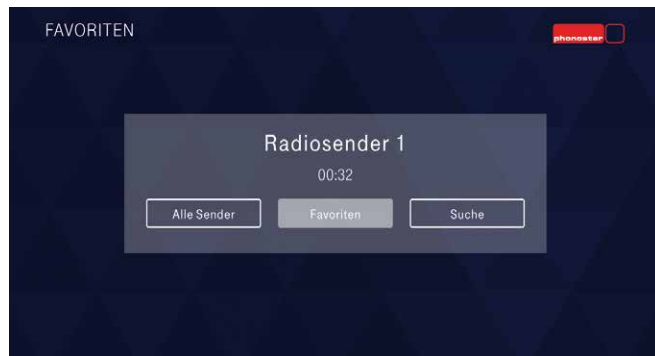 FAVORITEN
phonostar
Radiosender 1
00:32
Alle Sender Favoriten Suche